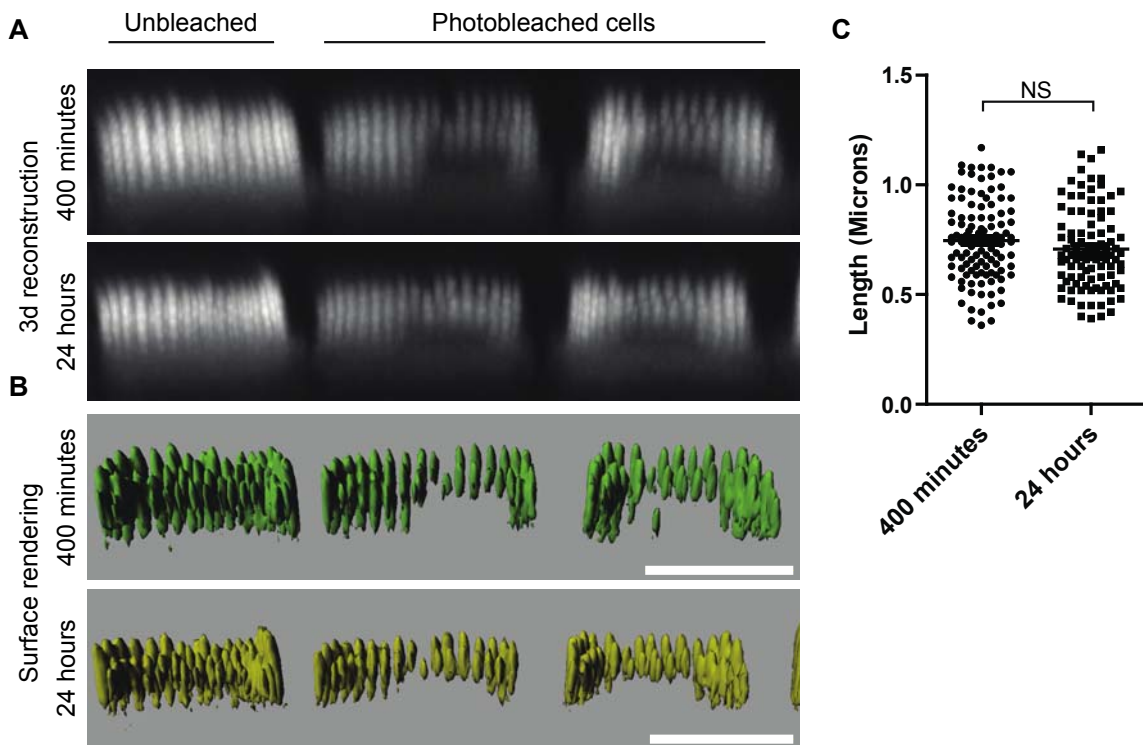 A
Unbleached
Photobleached cells
3d reconstruction
400 minutes
24 hours
B
Surface rendering
400 minutes
24 hours
C
NS
Length (Microns)
1.5
1.0
0.5
0.0
400 minutes
24 hours